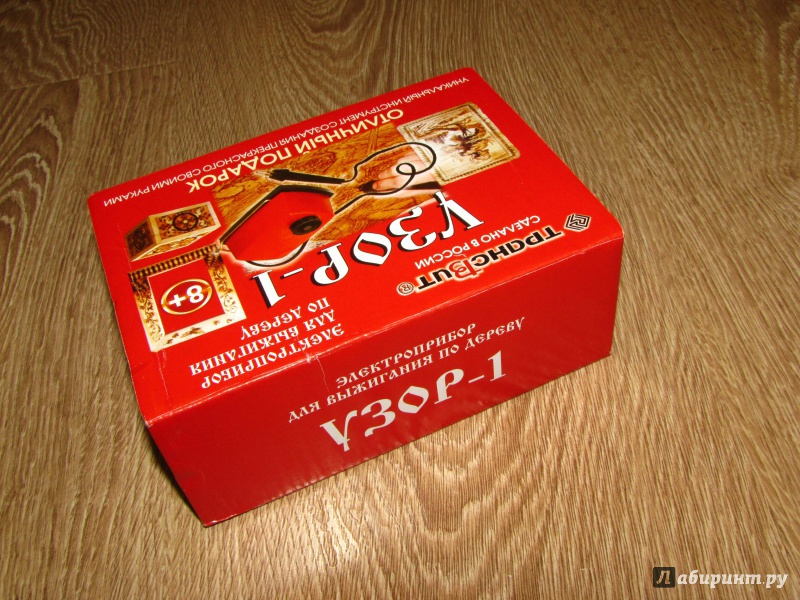 ТРАНСВИТ®
СДЕЛАНО В РОССИИ
УЗОР-1
ЭЛЕКТРОПРИБОР
ДЛЯ ВЫЖИГАНИЯ
ПО ДЕРЕВУ
8+
ОТЛИЧНЫЙ ПОДАРОК
УНИКАЛЬНЫЙ ИНСТРУМЕНТ СОЗДАНИЯ ПРЕКРАСНОГО СВОИМИ РУКАМИ
ЭЛЕКТРОПРИБОР
ДЛЯ ВЫЖИГАНИЯ ПО ДЕРЕВУ
УЗОР-1
Лабиринт.ру